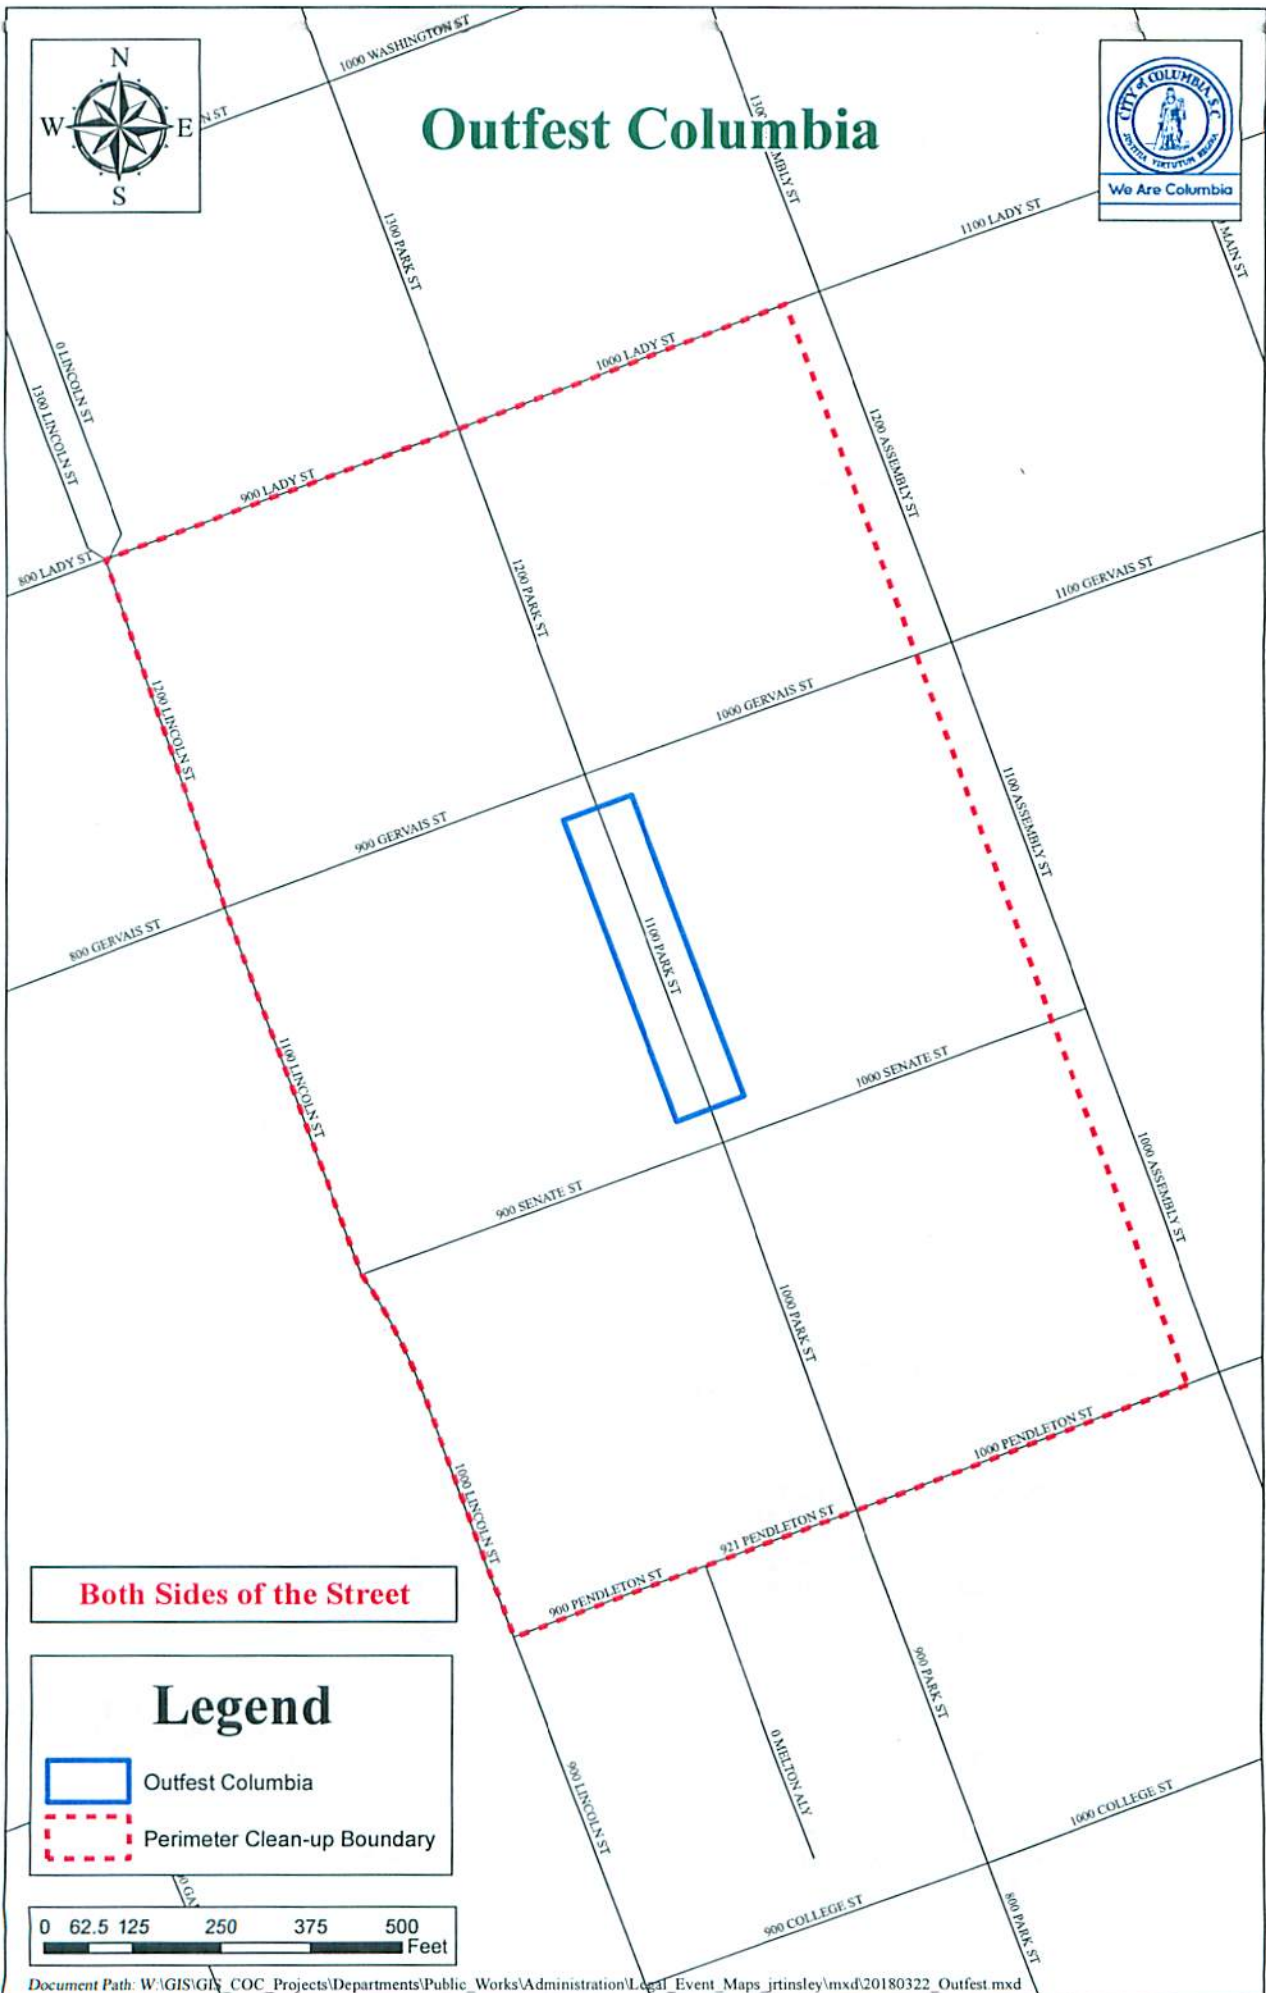 N
W E
S
Outfest Columbia
CITY of COLUMBIA, S.C
JUSTITIA VIRTUTUM REGINA
We Are Columbia
1000 WASHINGTON ST
N ST
1300 PARK ST
1100 LADY ST
MAIN ST
1000 LADY ST
0 LINCOLN ST
1300 LINCOLN ST
900 LADY ST
800 LADY ST
1200 ASSEMBLY ST
1200 PARK ST
1100 GERVAIS ST
1200 LINCOLN ST
1000 GERVAIS ST
900 GERVAIS ST
1100 ASSEMBLY ST
800 GERVAIS ST
1100 PARK ST
1100 LINCOLN ST
1000 SENATE ST
900 SENATE ST
1000 ASSEMBLY ST
1000 PARK ST
1000 PENDLETON ST
1000 LINCOLN ST
921 PENDLETON ST
900 PENDLETON ST
900 PARK ST
0 MELTON ALY
900 LINCOLN ST
1000 COLLEGE ST
900 COLLEGE ST
800 PARK ST
Both Sides of the Street
Legend
Outfest Columbia
Perimeter Clean-up Boundary
0 62.5 125 250 375 500
Feet
Document Path: W:\GIS\GIS_COC_Projects\Departments\Public_Works\Administration\Legal_Event_Maps_jrtinsley\mxd\20180322_Outfest.mxd